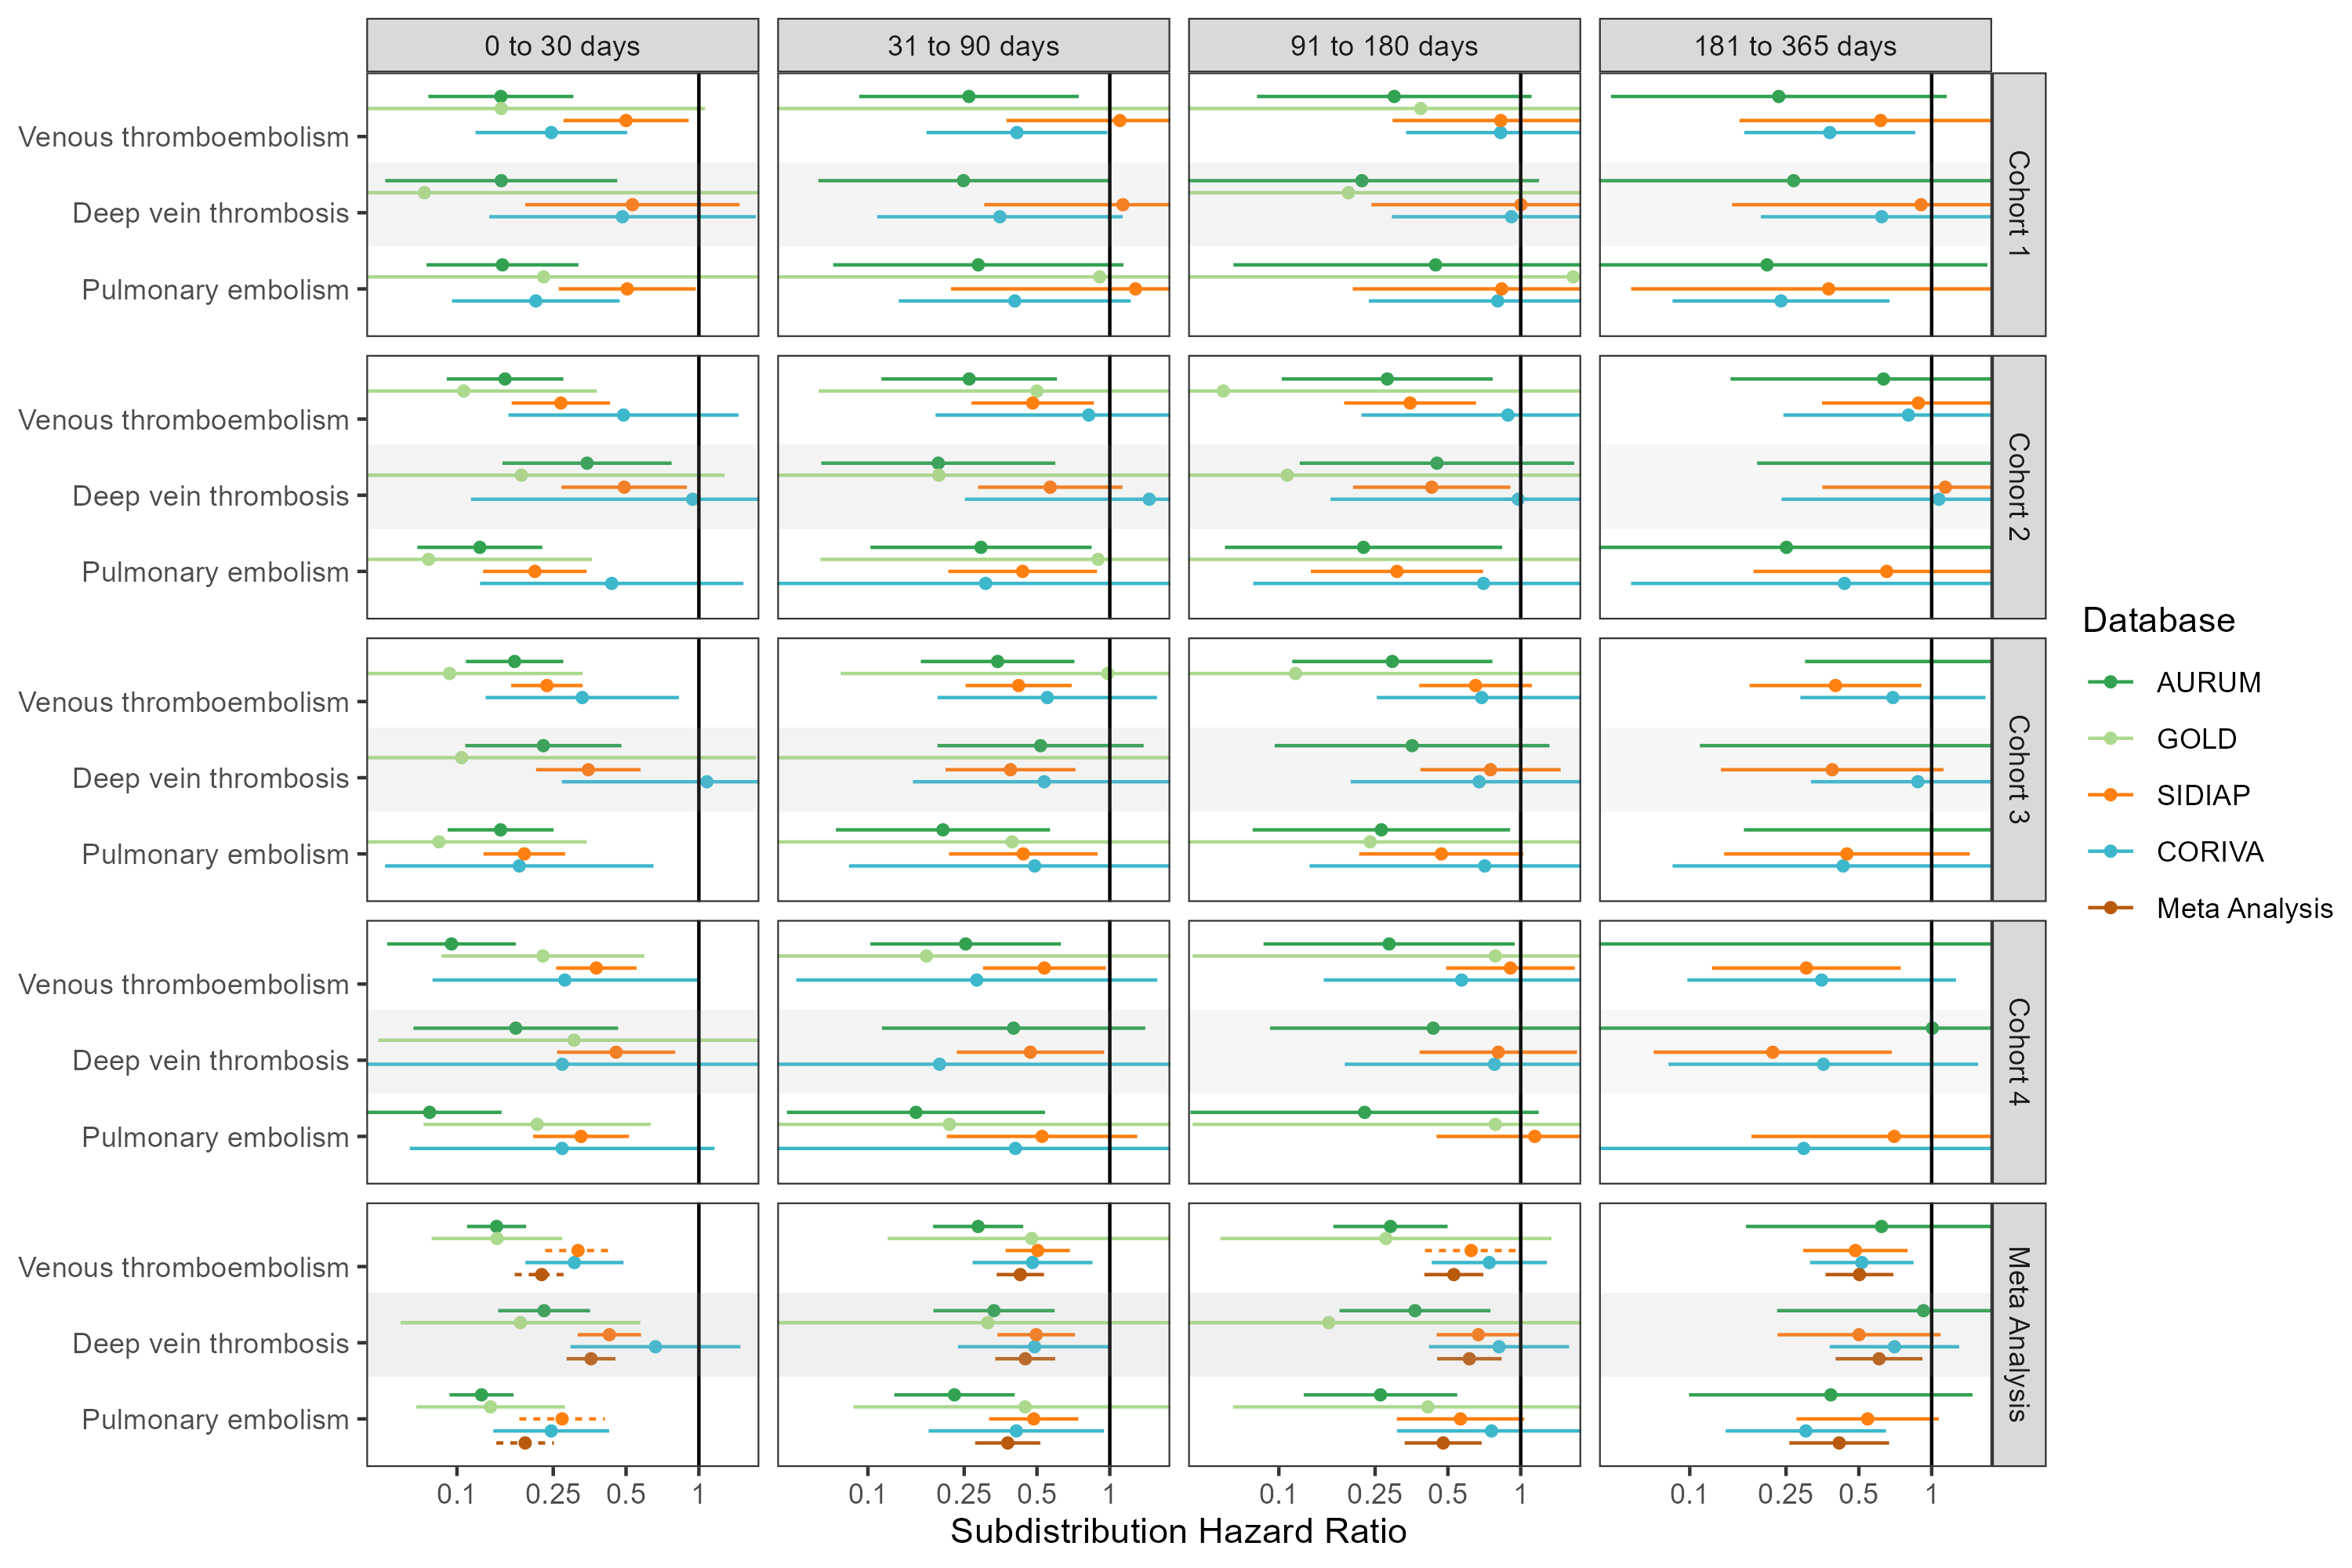 0 to 30 days
31 to 90 days
91 to 180 days
181 to 365 days
Venous thromboembolism
Deep vein thrombosis
Pulmonary embolism
Cohort 1
Venous thromboembolism
Deep vein thrombosis
Pulmonary embolism
Cohort 2
Venous thromboembolism
Deep vein thrombosis
Pulmonary embolism
Cohort 3
Venous thromboembolism
Deep vein thrombosis
Pulmonary embolism
Cohort 4
Venous thromboembolism
Deep vein thrombosis
Pulmonary embolism
Meta Analysis
0.1 0.25 0.5 1
0.1 0.25 0.5 1
0.1 0.25 0.5 1
0.1 0.25 0.5 1
Subdistribution Hazard Ratio
Database
AURUM
GOLD
SIDIAP
CORIVA
Meta Analysis